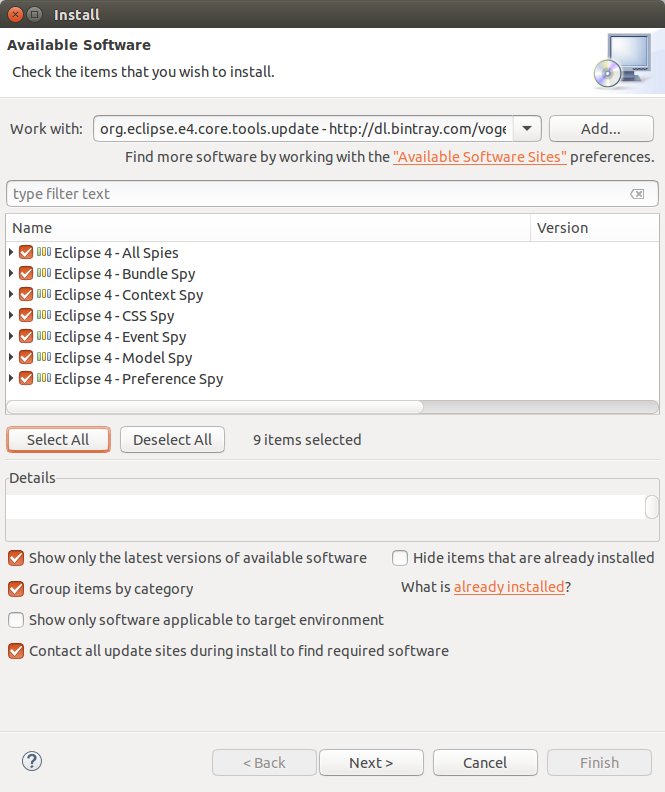 Install
Available Software
Check the items that you wish to install.
Work with: org.eclipse.e4.core.tools.update - http://dl.bintray.com/voge Add...
Find more software by working with the "Available Software Sites" preferences.
type filter text
Name Version
Eclipse 4 - All Spies
Eclipse 4 - Bundle Spy
Eclipse 4 - Context Spy
Eclipse 4 - CSS Spy
Eclipse 4 - Event Spy
Eclipse 4 - Model Spy
Eclipse 4 - Preference Spy
Select All Deselect All 9 items selected
Details
Show only the latest versions of available software Hide items that are already installed
Group items by category What is already installed?
Show only software applicable to target environment
Contact all update sites during install to find required software
? < Back Next > Cancel Finish